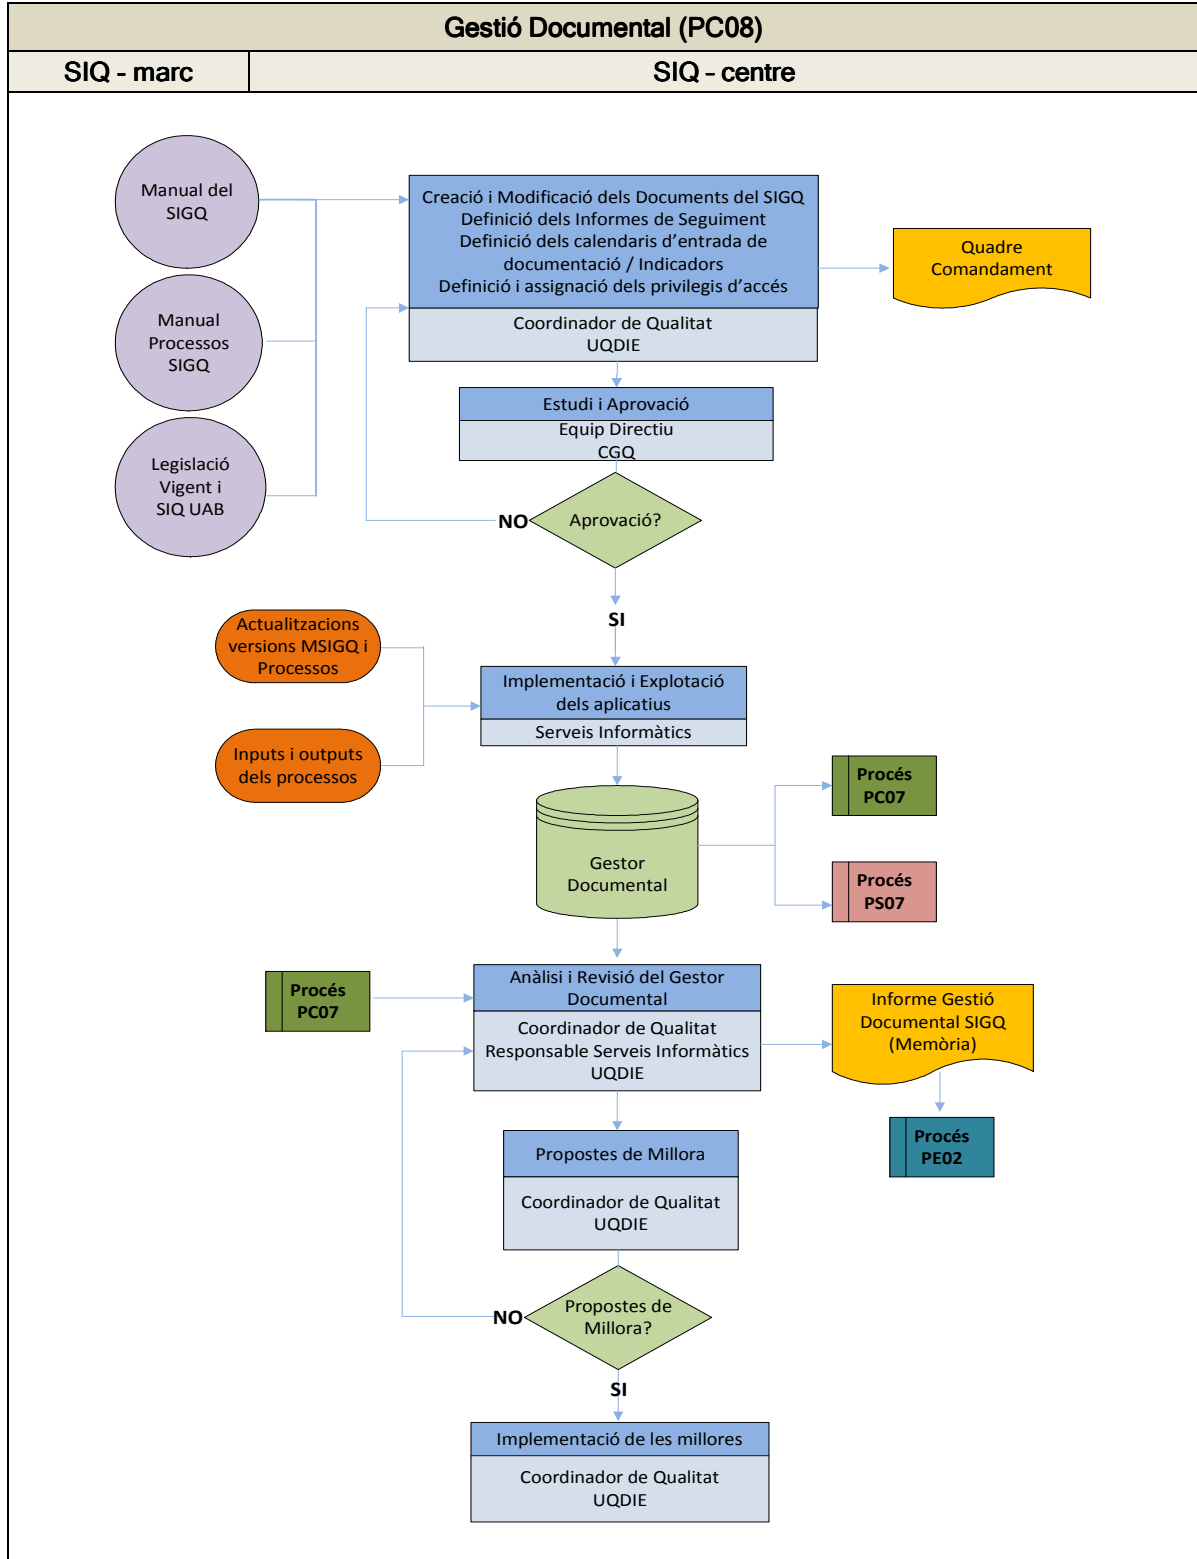 Gestió Documental (PC08)
SIQ - marc
SIQ – centre
Manual del
SIGQ
Manual
Processos
SIGQ
Legislació
Vigent i
SIQ UAB
Creació i Modificació dels Documents del SIGQ
Definició dels Informes de Seguiment
Definició dels calendaris d'entrada de
documentació / Indicadors
Definició i assignació dels privilegis d'accés
Coordinador de Qualitat
UQDIE
Quadre
Comandament
Estudi i Aprovació
Equip Directiu
CGQ
NO
Aprovació?
SI
Actualitzacions
versions MSIGQ i
Processos
Inputs i outputs
dels processos
Implementació i Explotació
dels aplicatius
Serveis Informàtics
Gestor
Documental
Procés
PC07
Procés
PS07
Procés
PC07
Anàlisi i Revisió del Gestor
Documental
Coordinador de Qualitat
Responsable Serveis Informàtics
UQDIE
Informe Gestió
Documental SIGQ
(Memòria)
Procés
PE02
Propostes de Millora
Coordinador de Qualitat
UQDIE
NO
Propostes de
Millora?
SI
Implementació de les millores
Coordinador de Qualitat
UQDIE